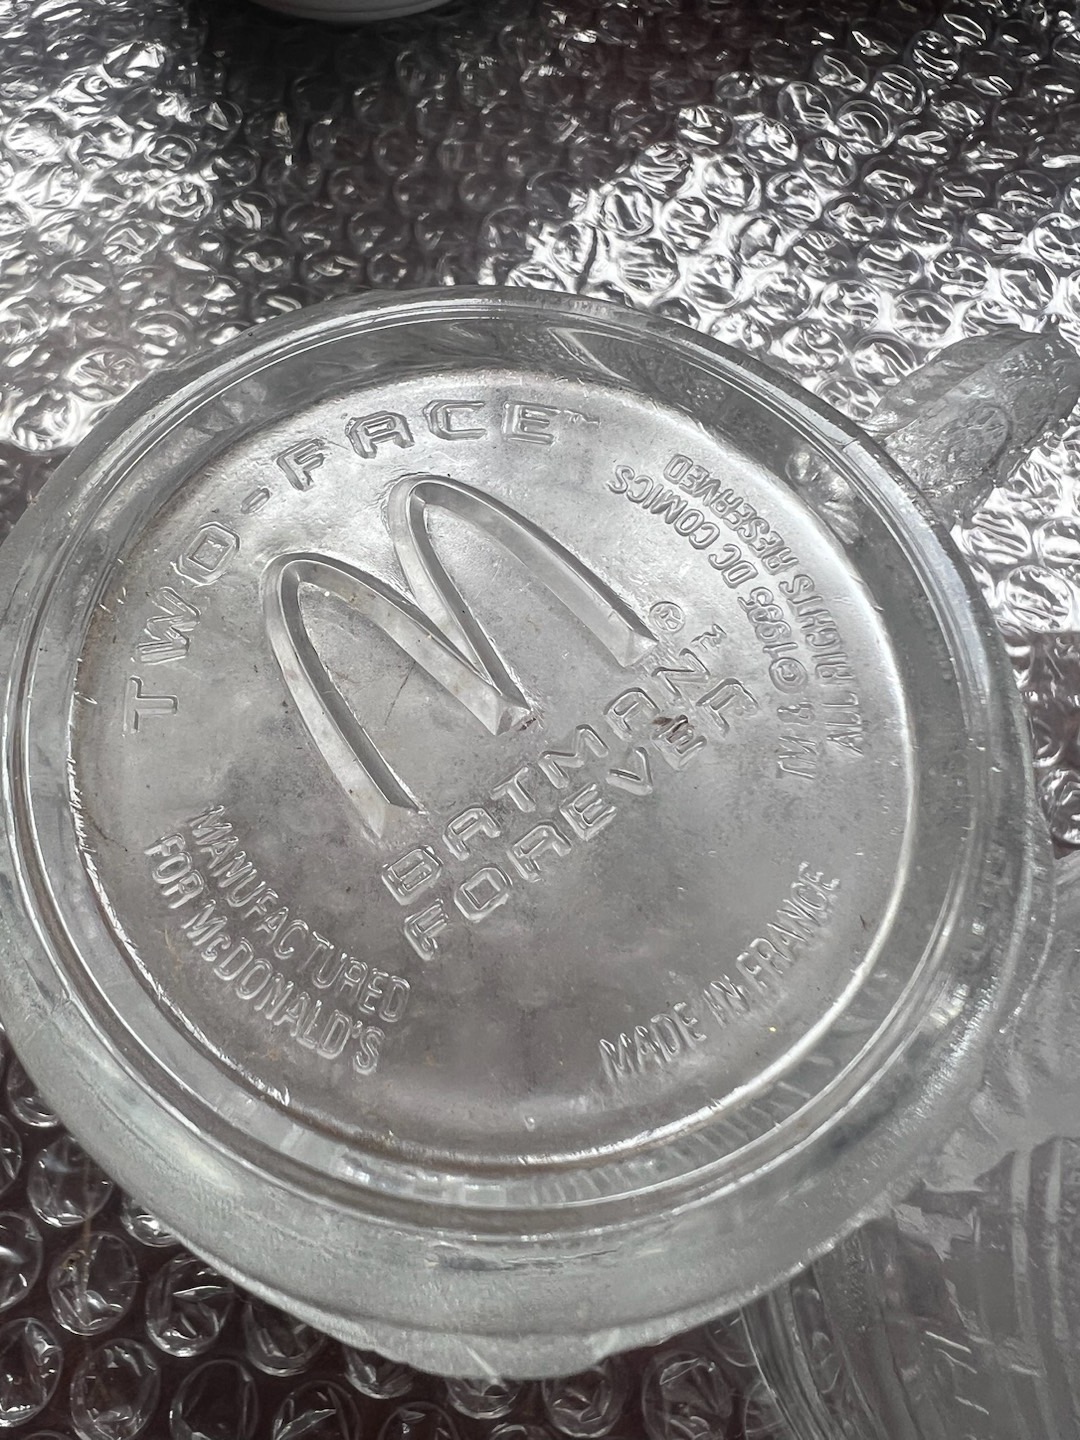 TWO-FACE™
M
®
BATMAN™
FOREVER
TM & ©1995 DC COMICS
ALL RIGHTS RESERVED
MANUFACTURED
FOR McDONALD'S
MADE IN FRANCE